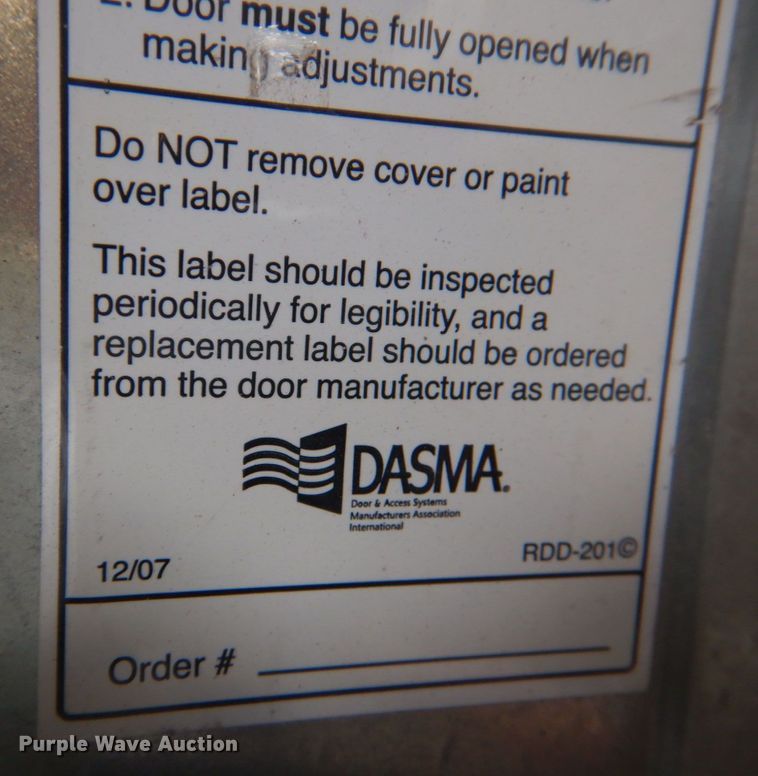 2. Door must be fully opened when
making adjustments.
Do NOT remove cover or paint
over label.
This label should be inspected
periodically for legibility, and a
replacement label should be ordered
from the door manufacturer as needed.
DASMA.
Door & Access Systems
Manufacturers Association
International
12/07
RDD-201©
Order #
Purple Wave Auction